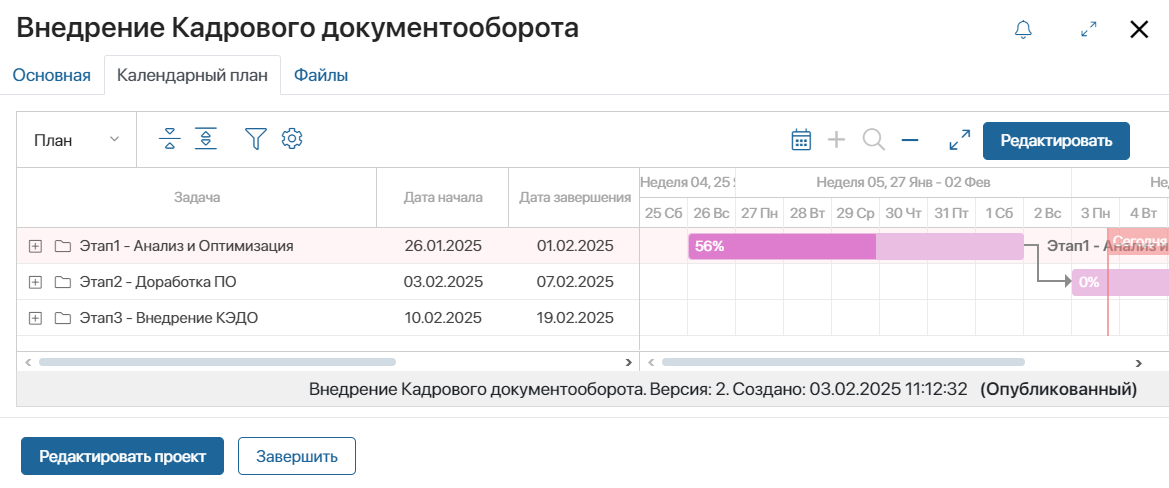 Внедрение Кадрового документооборота
Основная Календарный план Файлы
План Редактировать
Задача Дата начала Дата завершения
Неделя 04, 25 Неделя 05, 27 Янв - 02 Фев
25 Сб 26 Вс 27 Пн 28 Вт 29 Ср 30 Чт 31 Пт 1 Сб 2 Вс 3 Пн 4 Вт
Этап1 - Анализ и Оптимизация 26.01.2025 01.02.2025 56% Этап1 - Анализ и
Сегодня
Этап2 - Доработка ПО 03.02.2025 07.02.2025 0%
Этап3 - Внедрение КЭДО 10.02.2025 19.02.2025
Внедрение Кадрового документооборота. Версия: 2. Создано: 03.02.2025 11:12:32 (Опубликованный)
Редактировать проект Завершить